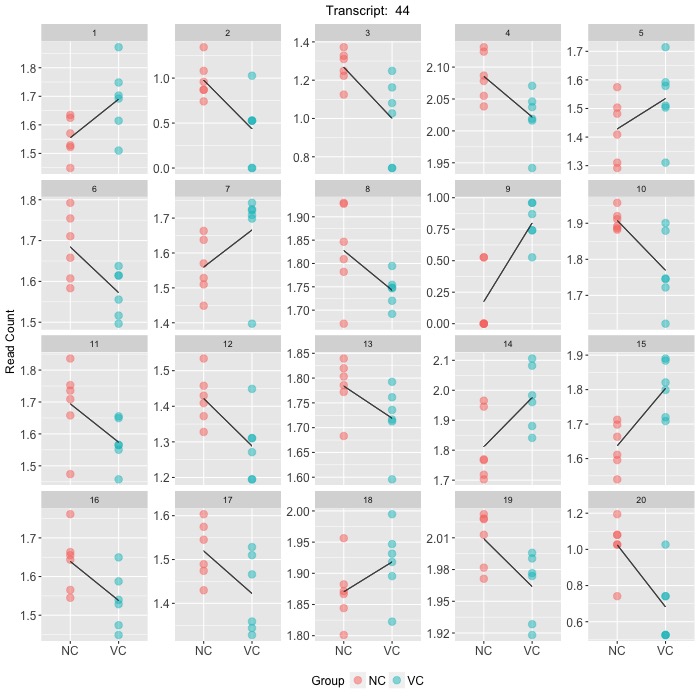 Transcript: 44
1 2 3 4 5
1.8 1.7 1.6 1.5
1.0 0.5 0.0
1.4 1.2 1.0 0.8
2.10 2.05 2.00 1.95
1.7 1.6 1.5 1.4 1.3
6 7 8 9 10
1.8 1.7 1.6 1.5
1.7 1.6 1.5 1.4
1.90 1.85 1.80 1.75 1.70
1.00 0.75 0.50 0.25 0.00
1.9 1.8 1.7
Read Count
11 12 13 14 15
1.8 1.7 1.6 1.5
1.5 1.4 1.3 1.2
1.85 1.80 1.75 1.70 1.65 1.60
2.1 2.0 1.9 1.8 1.7
1.9 1.8 1.7 1.6
16 17 18 19 20
1.7 1.6 1.5
1.6 1.5 1.4
2.00 1.95 1.90 1.85 1.80
2.01 1.98 1.95 1.92
1.2 1.0 0.8 0.6
NC VC NC VC NC VC NC VC NC VC
Group NC VC